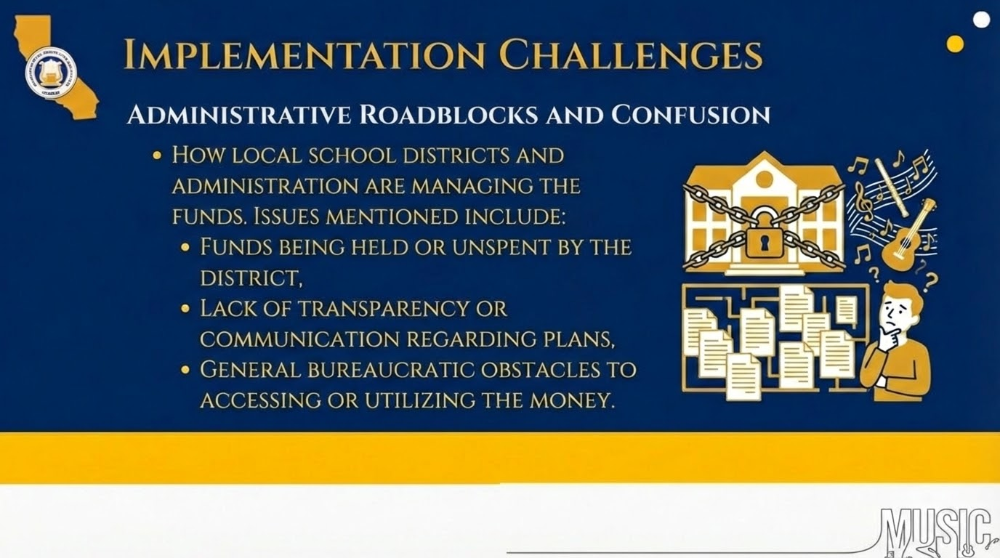 IMPLEMENTATION CHALLENGES
ADMINISTRATIVE ROADBLOCKS AND CONFUSION
• HOW LOCAL SCHOOL DISTRICTS AND
ADMINISTRATION ARE MANAGING THE
FUNDS. ISSUES MENTIONED INCLUDE:
• FUNDS BEING HELD OR UNSPENT BY THE
DISTRICT,
• LACK OF TRANSPARENCY OR
COMMUNICATION REGARDING PLANS,
• GENERAL BUREAUCRATIC OBSTACLES TO
ACCESSING OR UTILIZING THE MONEY.
MUSIC